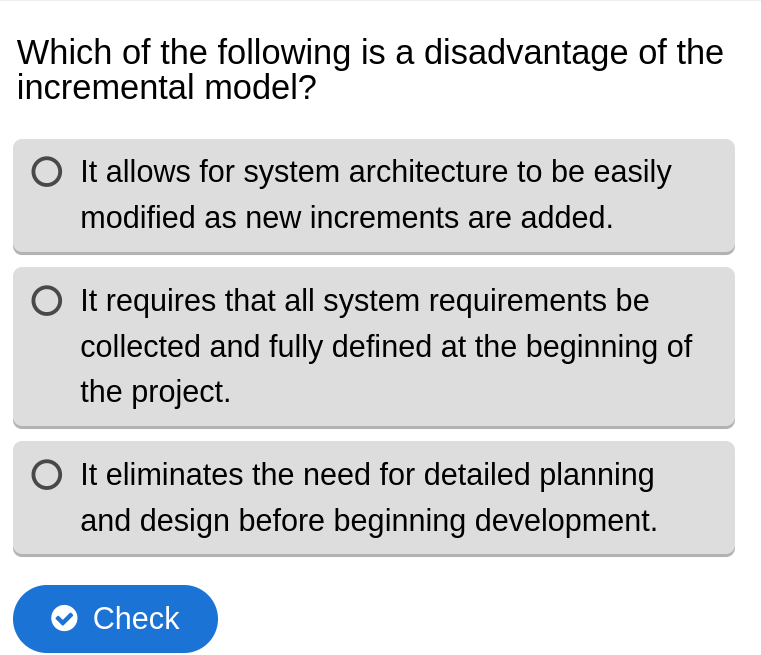 Which of the following is a disadvantage of the
incremental model?
It allows for system architecture to be easily
modified as new increments are added.
It requires that all system requirements be
collected and fully defined at the beginning of
the project.
It eliminates the need for detailed planning
and design before beginning development.
Check